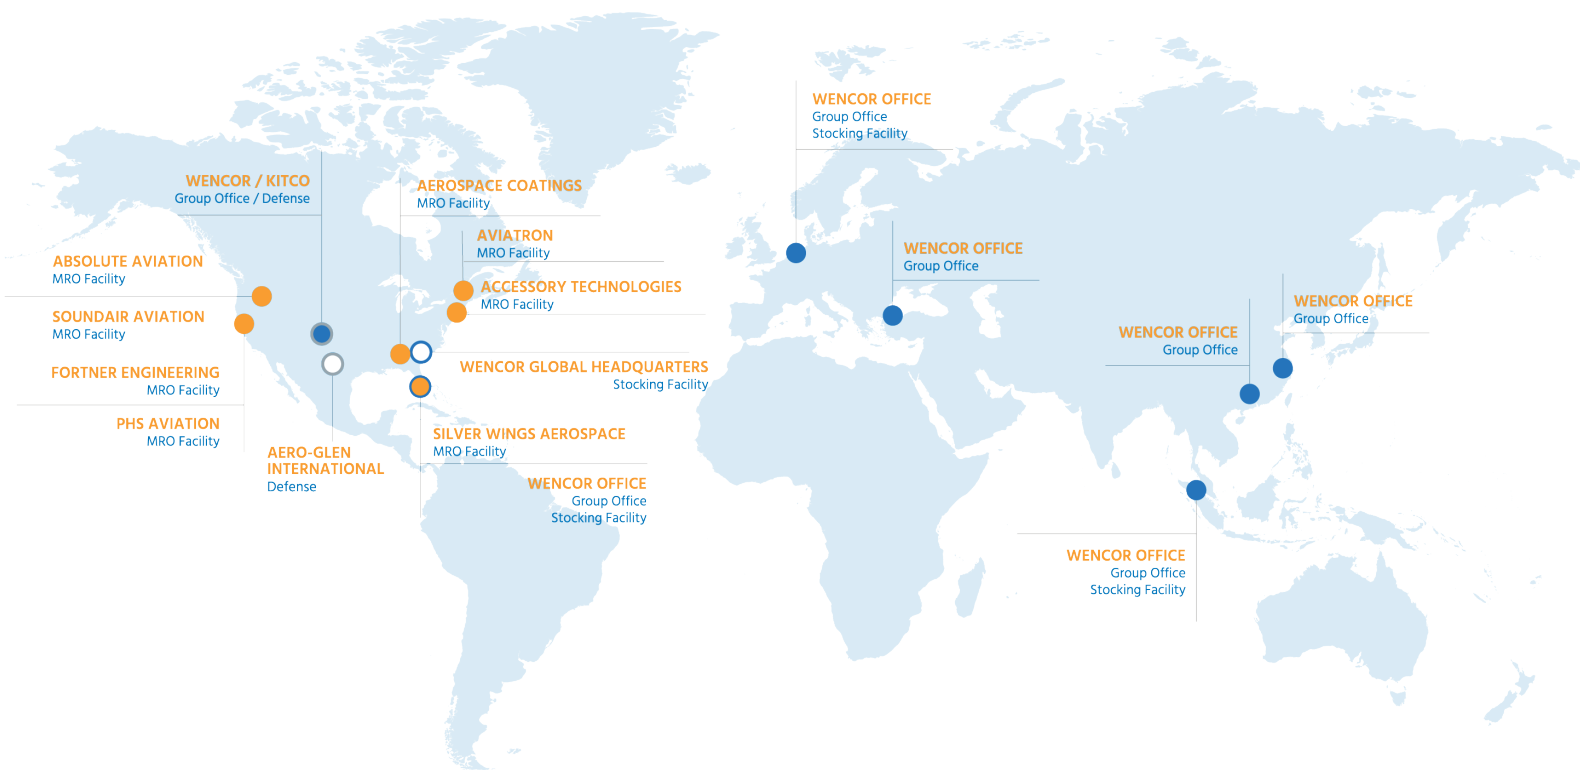 WENCOR OFFICE
Group Office
Stocking Facility
WENCOR / KITCO
Group Office / Defense
AEROSPACE COATINGS
MRO Facility
AVIATRON
MRO Facility
WENCOR OFFICE
Group Office
ABSOLUTE AVIATION
MRO Facility
ACCESSORY TECHNOLOGIES
MRO Facility
WENCOR OFFICE
Group Office
SOUNDAIR AVIATION
MRO Facility
WENCOR OFFICE
Group Office
FORTNER ENGINEERING
MRO Facility
WENCOR GLOBAL HEADQUARTERS
Stocking Facility
PHS AVIATION
MRO Facility
SILVER WINGS AEROSPACE
MRO Facility
AERO-GLEN
INTERNATIONAL
Defense
WENCOR OFFICE
Group Office
Stocking Facility
WENCOR OFFICE
Group Office
Stocking Facility